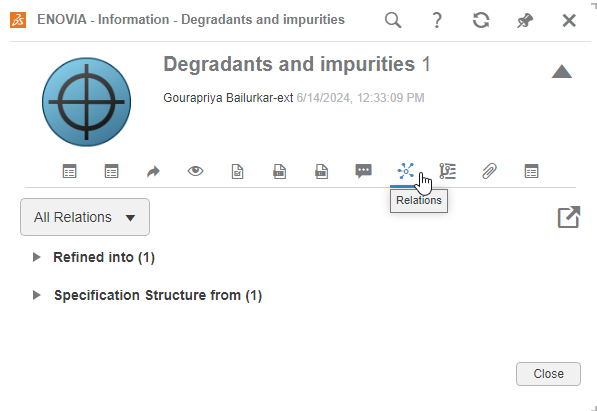 ENOVIA - Information - Degradants and impurities
Degradants and impurities 1
Gourapriya Bailurkar-ext 6/14/2024, 12:33:09 PM
Relations
All Relations
Refined into (1)
Specification Structure from (1)
Close